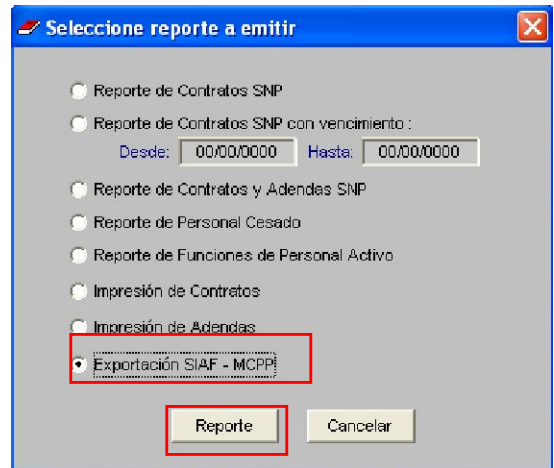 Seleccione reporte a emitir
Reporte de Contratos SNP
Reporte de Contratos SNP con vencimiento :
Desde: 00/00/0000 Hasta: 00/00/0000
Reporte de Contratos y Adendas SNP
Reporte de Personal Cesado
Reporte de Funciones de Personal Activo
Impresión de Contratos
Impresión de Adendas
Exportación SIAF - MCPP
Reporte Cancelar